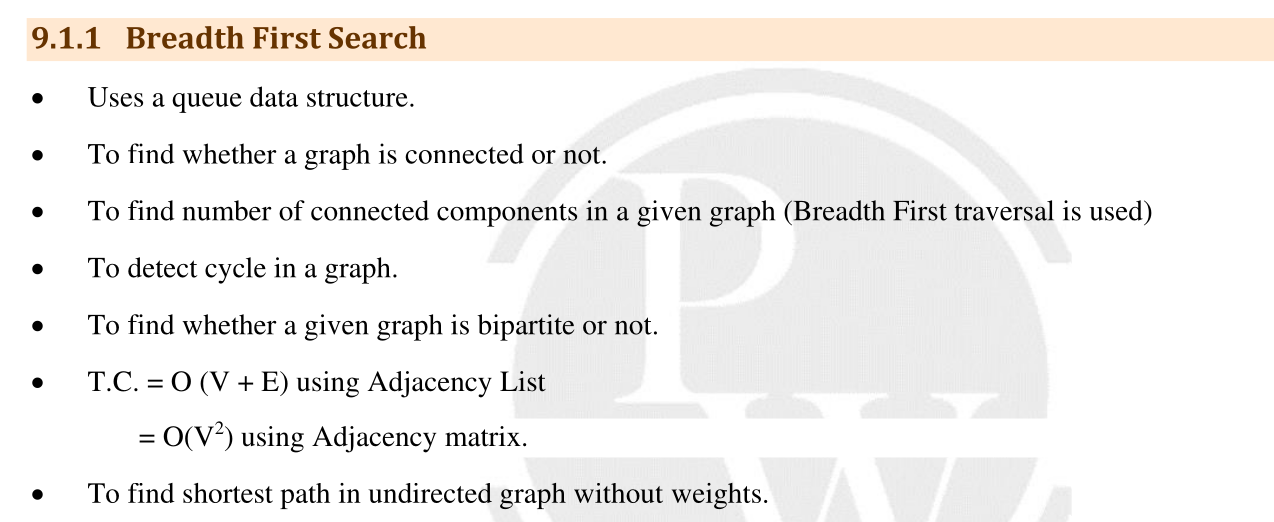 9.1.1 Breadth First Search
• Uses a queue data structure.
• To find whether a graph is connected or not.
• To find number of connected components in a given graph (Breadth First traversal is used)
• To detect cycle in a graph.
• To find whether a given graph is bipartite or not.
• T.C. = O (V + E) using Adjacency List
= O(V²) using Adjacency matrix.
• To find shortest path in undirected graph without weights.
PW